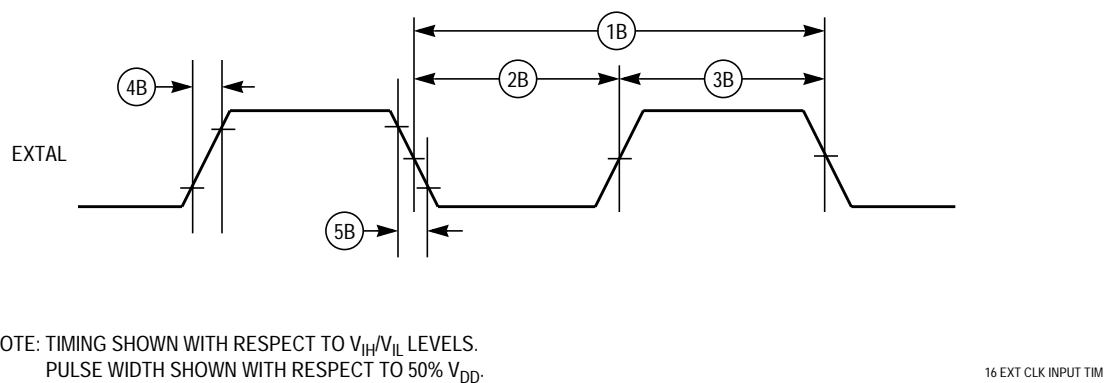 1B
4B
2B
3B
EXTAL
5B
OTE: TIMING SHOWN WITH RESPECT TO VIH/VIL LEVELS.
PULSE WIDTH SHOWN WITH RESPECT TO 50% VDD.
16 EXT CLK INPUT TIM